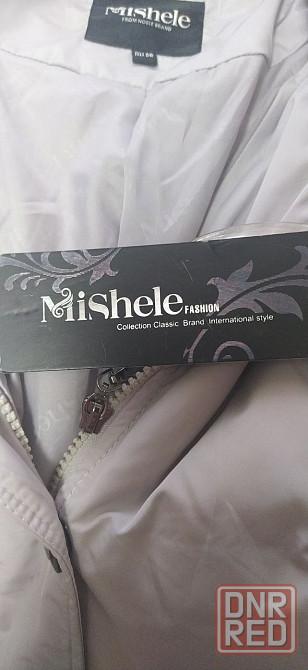 Mishele
FROM NOBLE BRAND
Mishele FASHION
Collection Classic Brand International style
DNR
RED